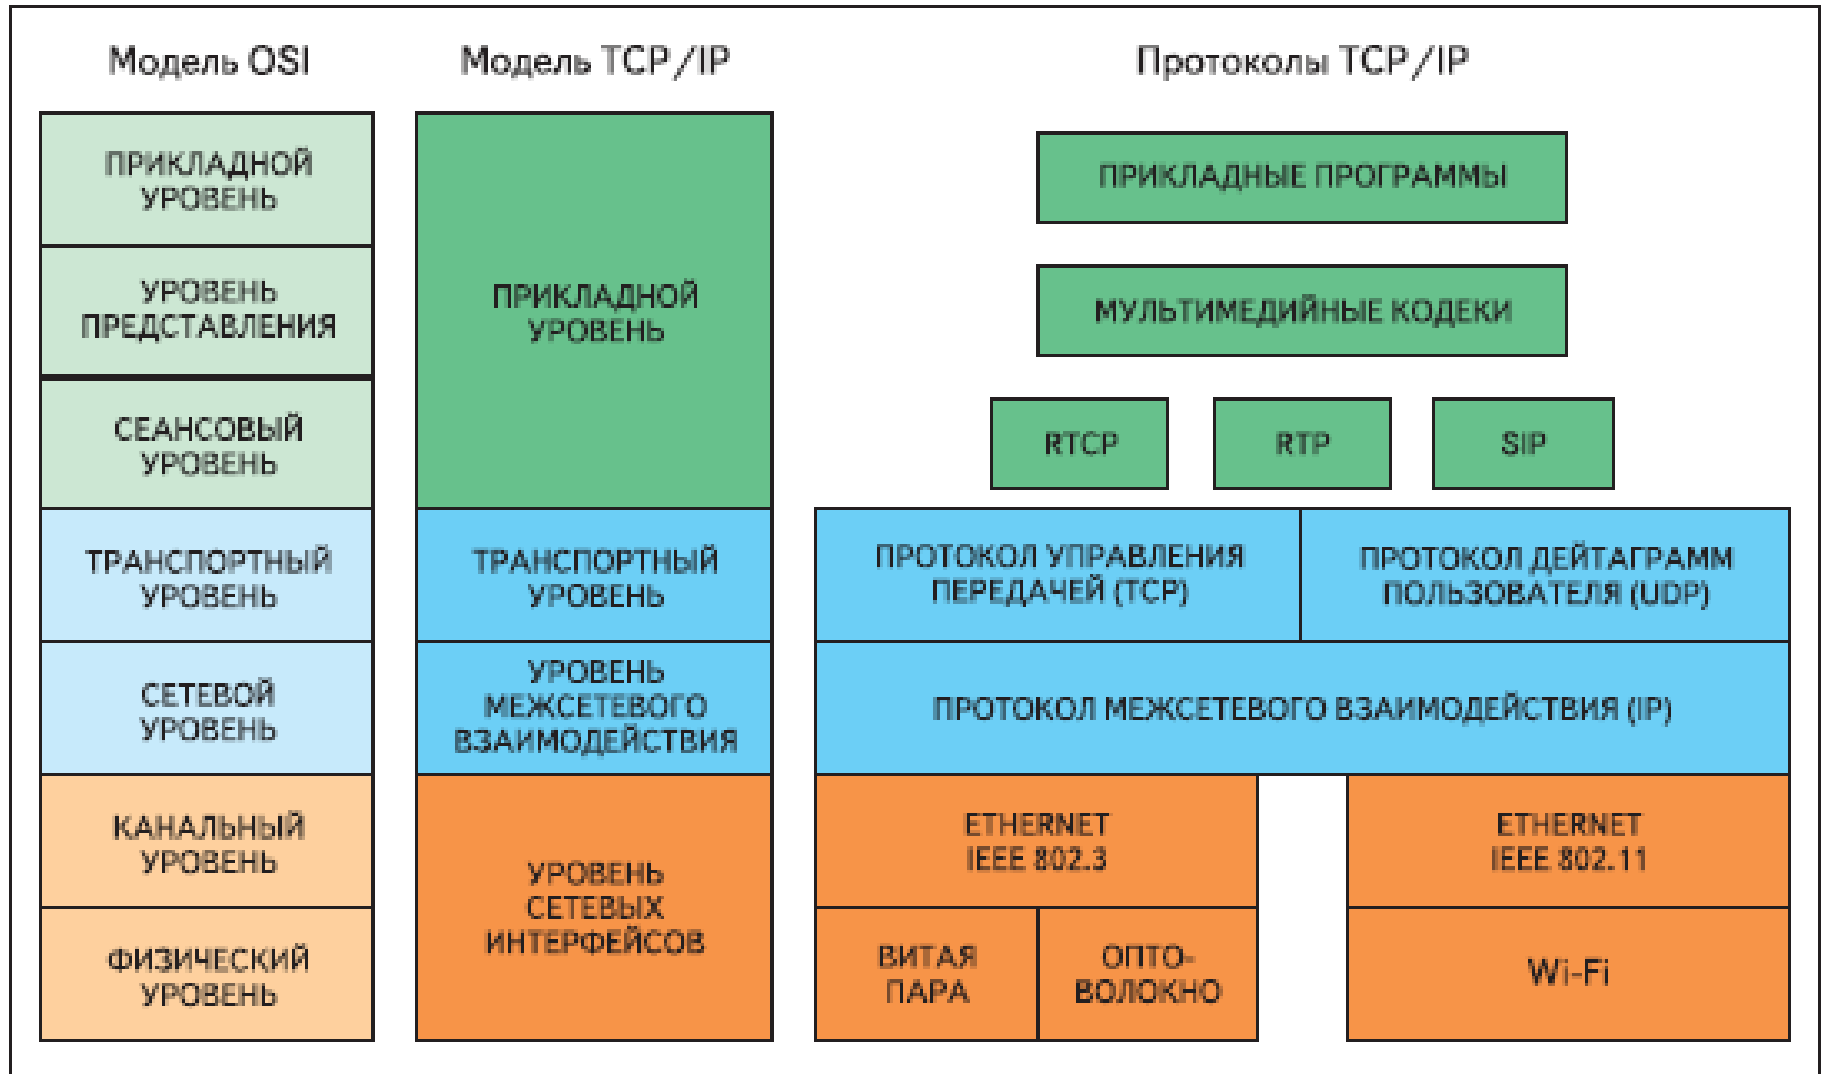 Модель OSI
Модель TCP/IP
Протоколы TCP/IP
ПРИКЛАДНОЙ
УРОВЕНЬ
УРОВЕНЬ
ПРЕДСТАВЛЕНИЯ
СЕАНСОВЫЙ
УРОВЕНЬ
ТРАНСПОРТНЫЙ
УРОВЕНЬ
СЕТЕВОЙ
УРОВЕНЬ
КАНАЛЬНЫЙ
УРОВЕНЬ
ФИЗИЧЕСКИЙ
УРОВЕНЬ
ПРИКЛАДНОЙ
УРОВЕНЬ
ТРАНСПОРТНЫЙ
УРОВЕНЬ
УРОВЕНЬ
МЕЖСЕТЕВОГО
ВЗАИМОДЕЙСТВИЯ
УРОВЕНЬ
СЕТЕВЫХ
ИНТЕРФЕЙСОВ
ПРИКЛАДНЫЕ ПРОГРАММЫ
МУЛЬТИМЕДИЙНЫЕ КОДЕКИ
RTCP
RTP
SIP
ПРОТОКОЛ УПРАВЛЕНИЯ
ПЕРЕДАЧЕЙ (TCP)
ПРОТОКОЛ ДЕЙТАГРАММ
ПОЛЬЗОВАТЕЛЯ (UDP)
ПРОТОКОЛ МЕЖСЕТЕВОГО ВЗАИМОДЕЙСТВИЯ (IP)
ETHERNET
IEEE 802.3
ETHERNET
IEEE 802.11
ВИТАЯ
ПАРА
ОПТО-
ВОЛОКНО
Wi-Fi